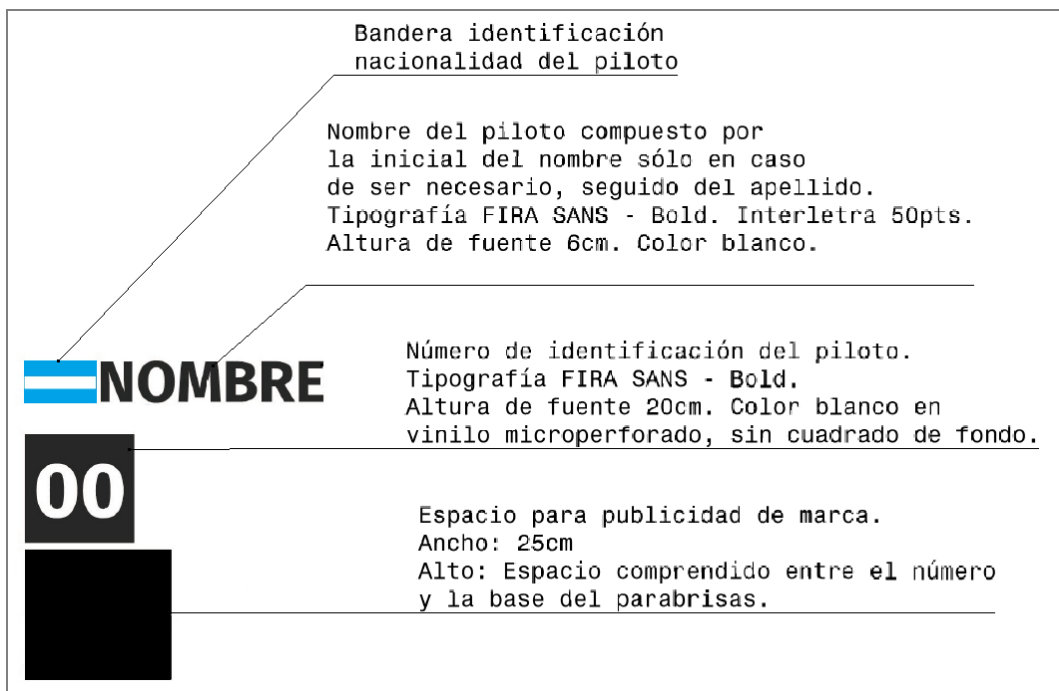 Bandera identificación
nacionalidad del piloto
Nombre del piloto compuesto por
la inicial del nombre sólo en caso
de ser necesario, seguido del apellido.
Tipografía FIRA SANS - Bold. Interletra 50pts.
Altura de fuente 6cm. Color blanco.
NOMBRE
Número de identificación del piloto.
Tipografía FIRA SANS - Bold.
Altura de fuente 20cm. Color blanco en
vinilo microperforado, sin cuadrado de fondo.
00
Espacio para publicidad de marca.
Ancho: 25cm
Alto: Espacio comprendido entre el número
y la base del parabrisas.